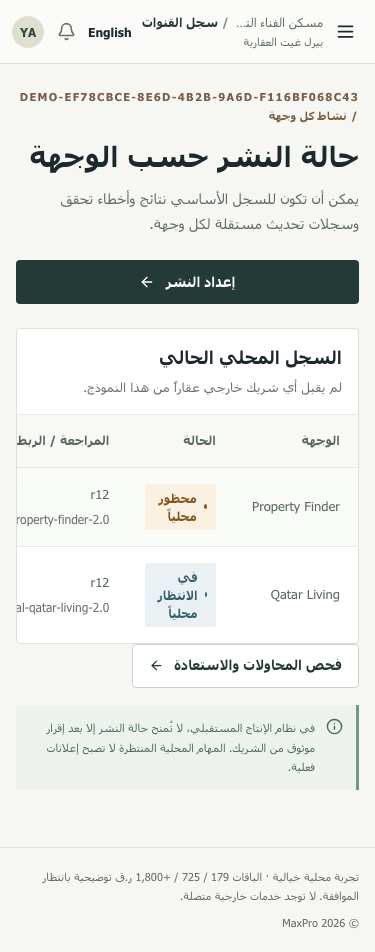 مسكن الفناء الت...
بيرل غيت العقارية
/ سجل القنوات
English
YA
DEMO-EF78CBCE-8E6D-4B2B-9A6D-F116BF068C43
/ نشاط كل وجهة
حالة النشر حسب الوجهة
يمكن أن تكون للسجل الأساسي نتائج وأخطاء تحقق
وسجلات تحديث مستقلة لكل وجهة.
إعداد النشر ←
السجل المحلي الحالي
لم يقبل أي شريك خارجي عقاراً من هذا النموذج.
الوجهة الحالة المراجعة / الربط
Property Finder
محظور
محلياً
r12
roperty-finder-2.0
Qatar Living
في
الانتظار
محلياً
r12
al-qatar-living-2.0
فحص المحاولات والاستعادة ←
في نظام الإنتاج المستقبلي، لا تُمنح حالة النشر إلا بعد إقرار
موثوق من الشريك. المهام المحلية المنتظرة لا تصبح إعلانات
فعلية.
تجربة محلية خيالية · الباقات 179 / 725 / +1,800 ر.ق توضيحية بانتظار
الموافقة. لا توجد خدمات خارجية متصلة.
© 2026 MaxPro